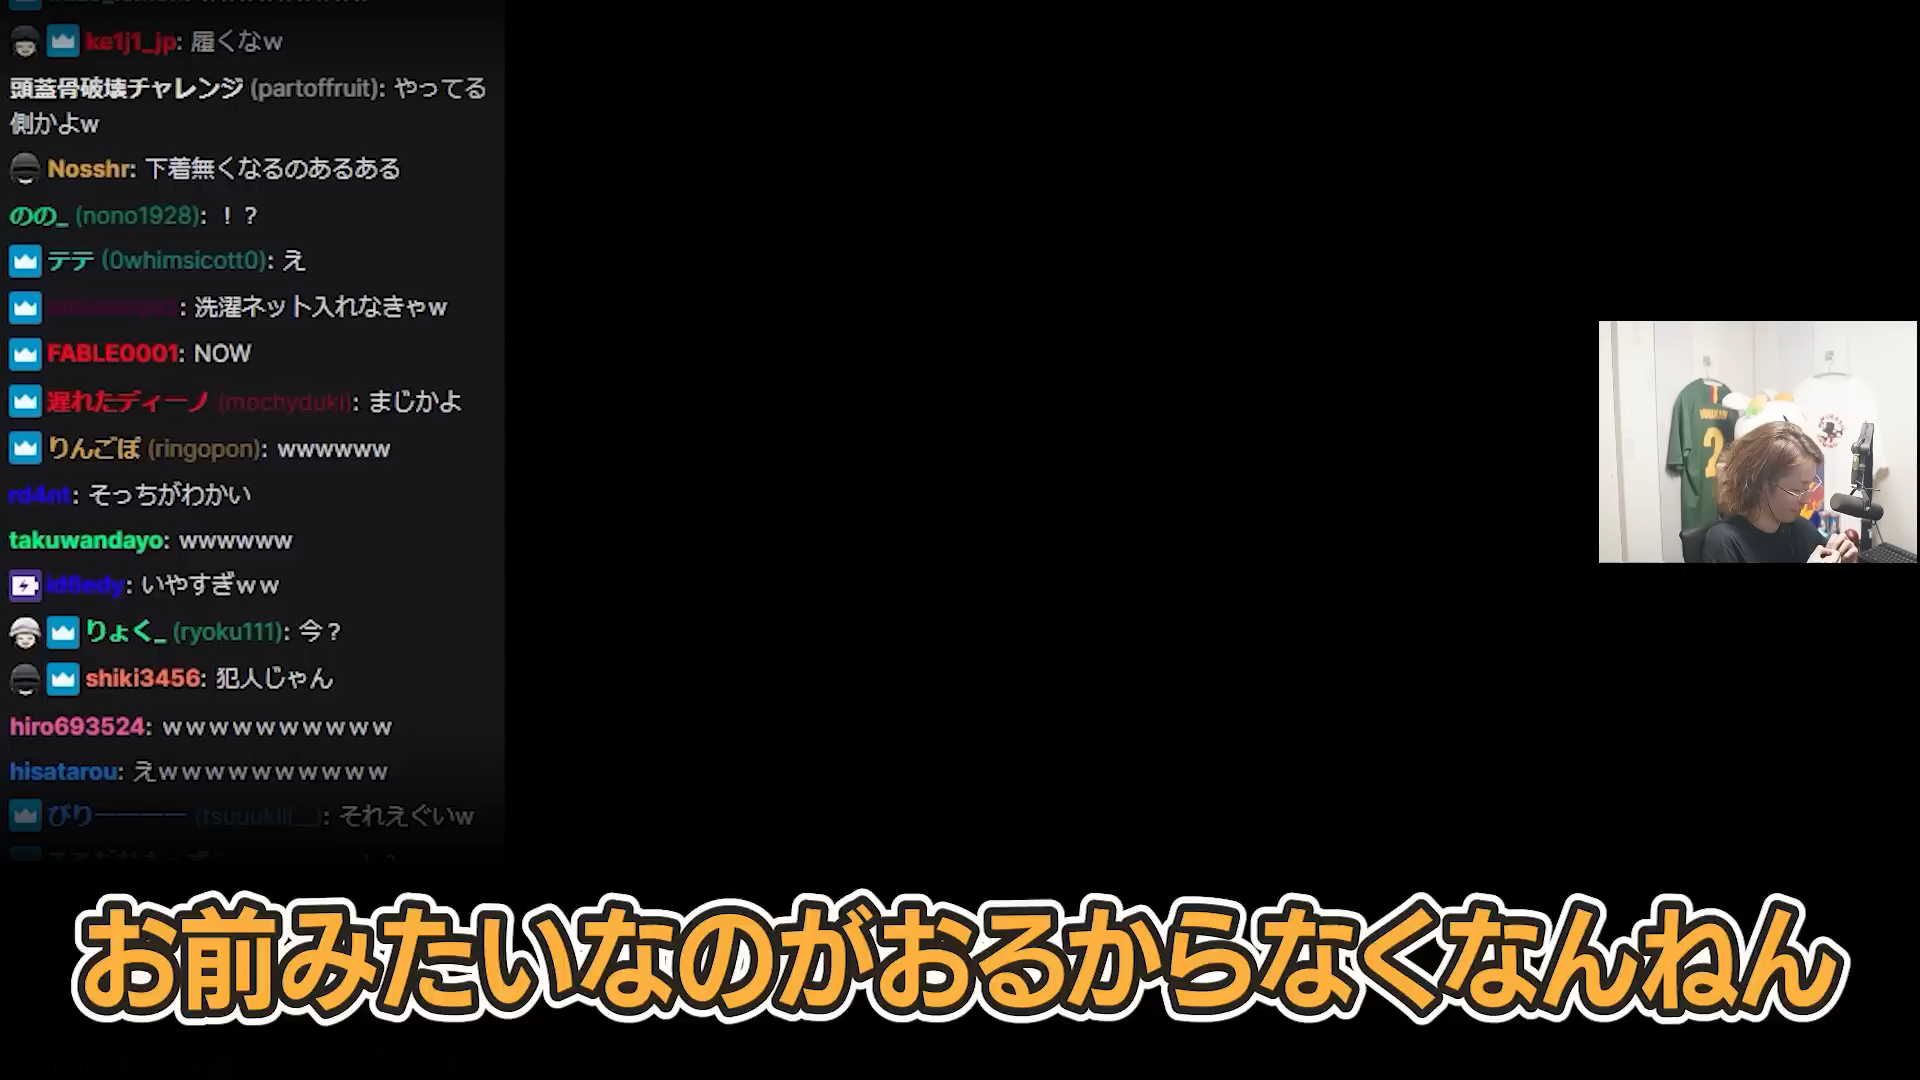 ke1j1_jp: 履くなw
頭蓋骨破壊チャレンジ (partoffruit): やってる
側かよw
Nosshr: 下着無くなるのあるある
のの_ (nono1928): ！？
テテ (0whimsicott0): え
: 洗濯ネット入れなきゃw
FABLE0001: NOW
遅れたディーノ (mochyduki): まじかよ
りんごぽ (ringopon): wwwwww
rd4nt: そっちがわかい
takuwandayo: wwwwww
id6edy: いやすぎｗｗ
りょく_ (ryoku111): 今？
shiki3456: 犯人じゃん
hiro693524: ｗｗｗｗｗｗｗｗｗｗ
hisatarou: えｗｗｗｗｗｗｗｗｗｗ
びり━━━━ : それえぐいw
2
お前みたいなのがおるからなくなんねん